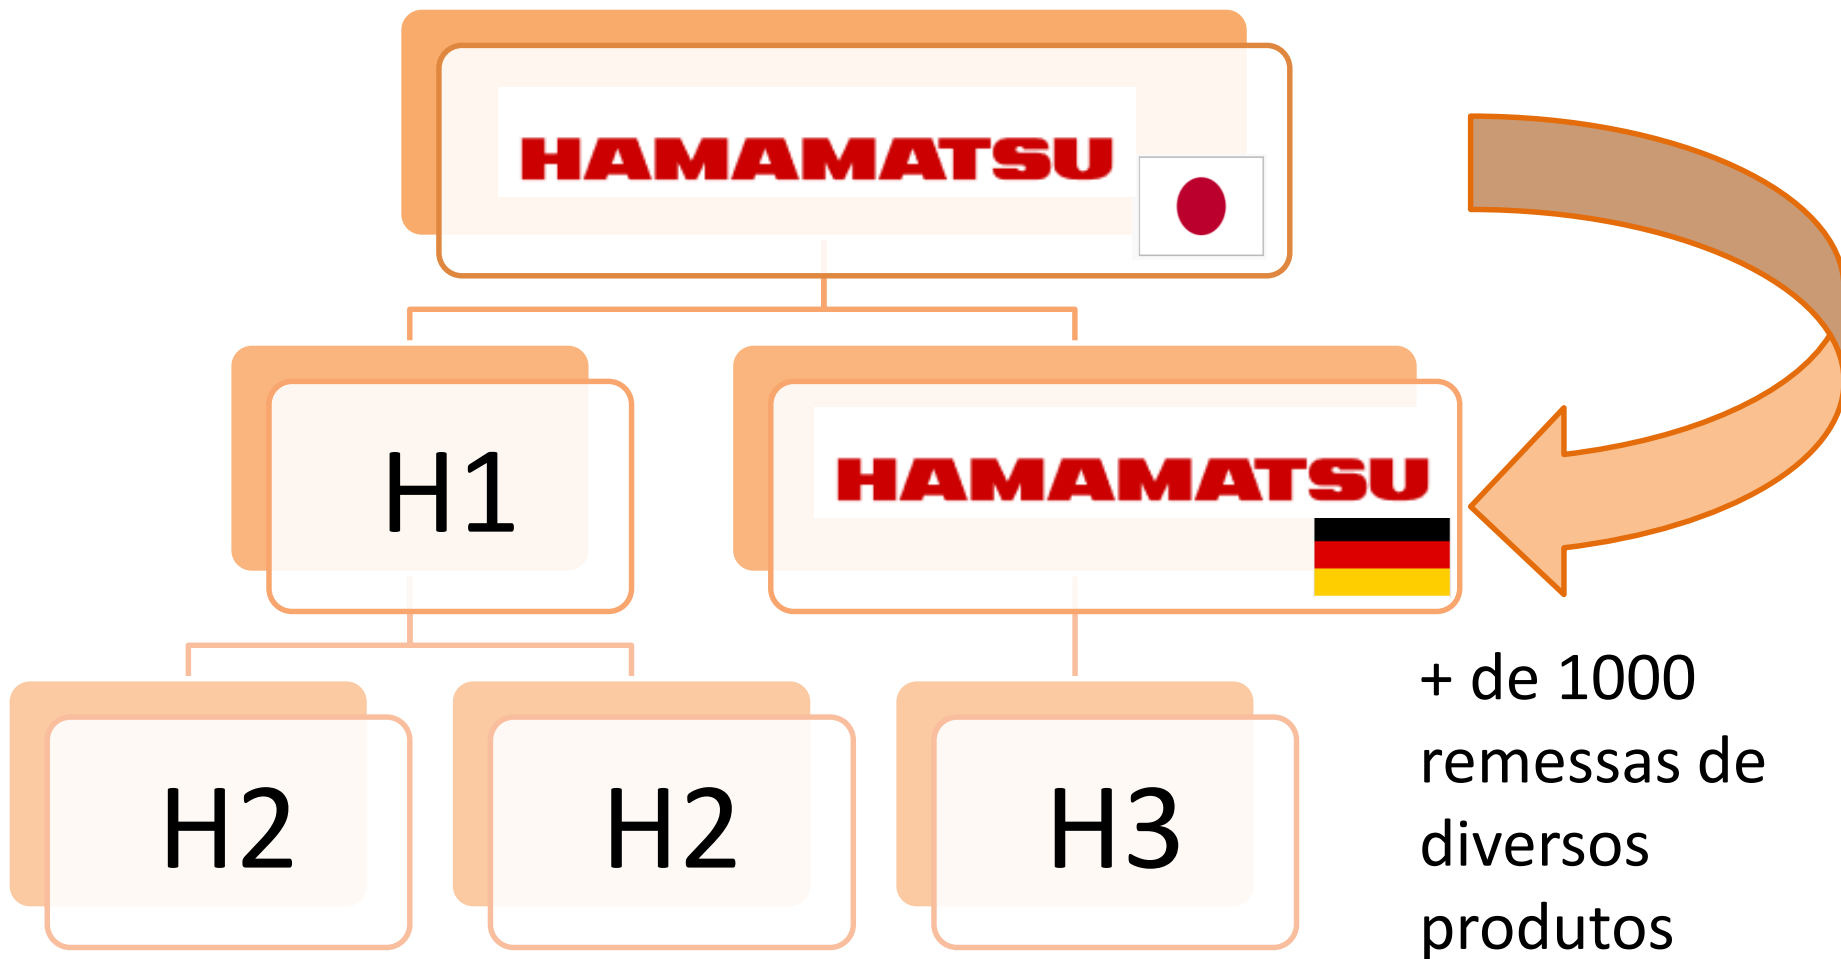 HAMAMATSU
H1
HAMAMATSU
H2
H2
H3
+ de 1000
remessas de
diversos
produtos